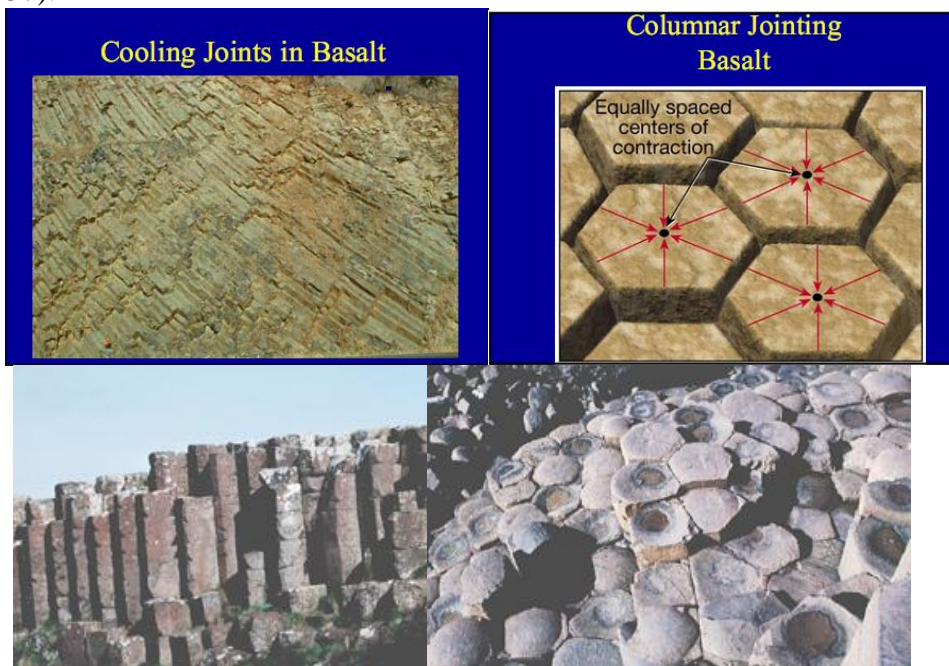 Cooling Joints in Basalt
Columnar Jointing
Basalt
Equally spaced
centers of
contraction